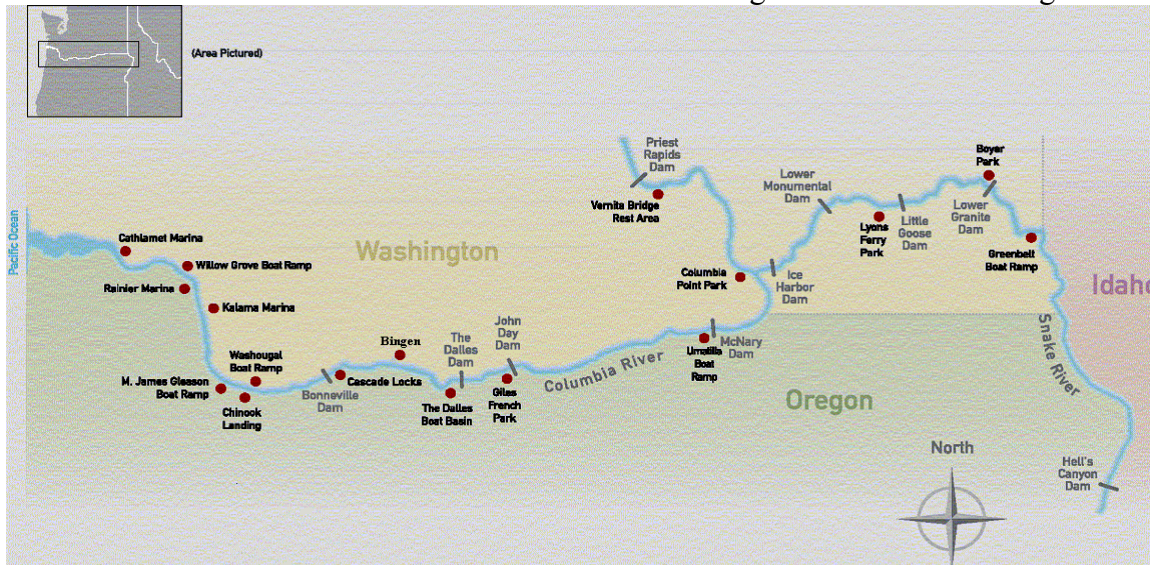 (Area Pictured)
Pacific Ocean
Cathlamet Marina
Willow Grove Boat Ramp
Rainier Marina
Kalama Marina
Washington
Washougal
Boat Ramp
M. James Gleason
Boat Ramp
Chinook
Landing
Bonneville
Dam
Bingen
Cascade Locks
The
Dalles
Dam
The Dalles
Boat Basin
John
Day
Dam
Giles
French
Park
Columbia River
Priest
Rapids
Dam
Vernita Bridge
Rest Area
Columbia
Point Park
Umatilla
Boat
Ramp
McNary
Dam
Ice
Harbor
Dam
Lower
Monumental
Dam
Lyons
Ferry
Park
Little
Goose
Dam
Boyer
Park
Lower
Granite
Dam
Greenbelt
Boat Ramp
Idaho
Snake River
Oregon
Hell's
Canyon
Dam
North